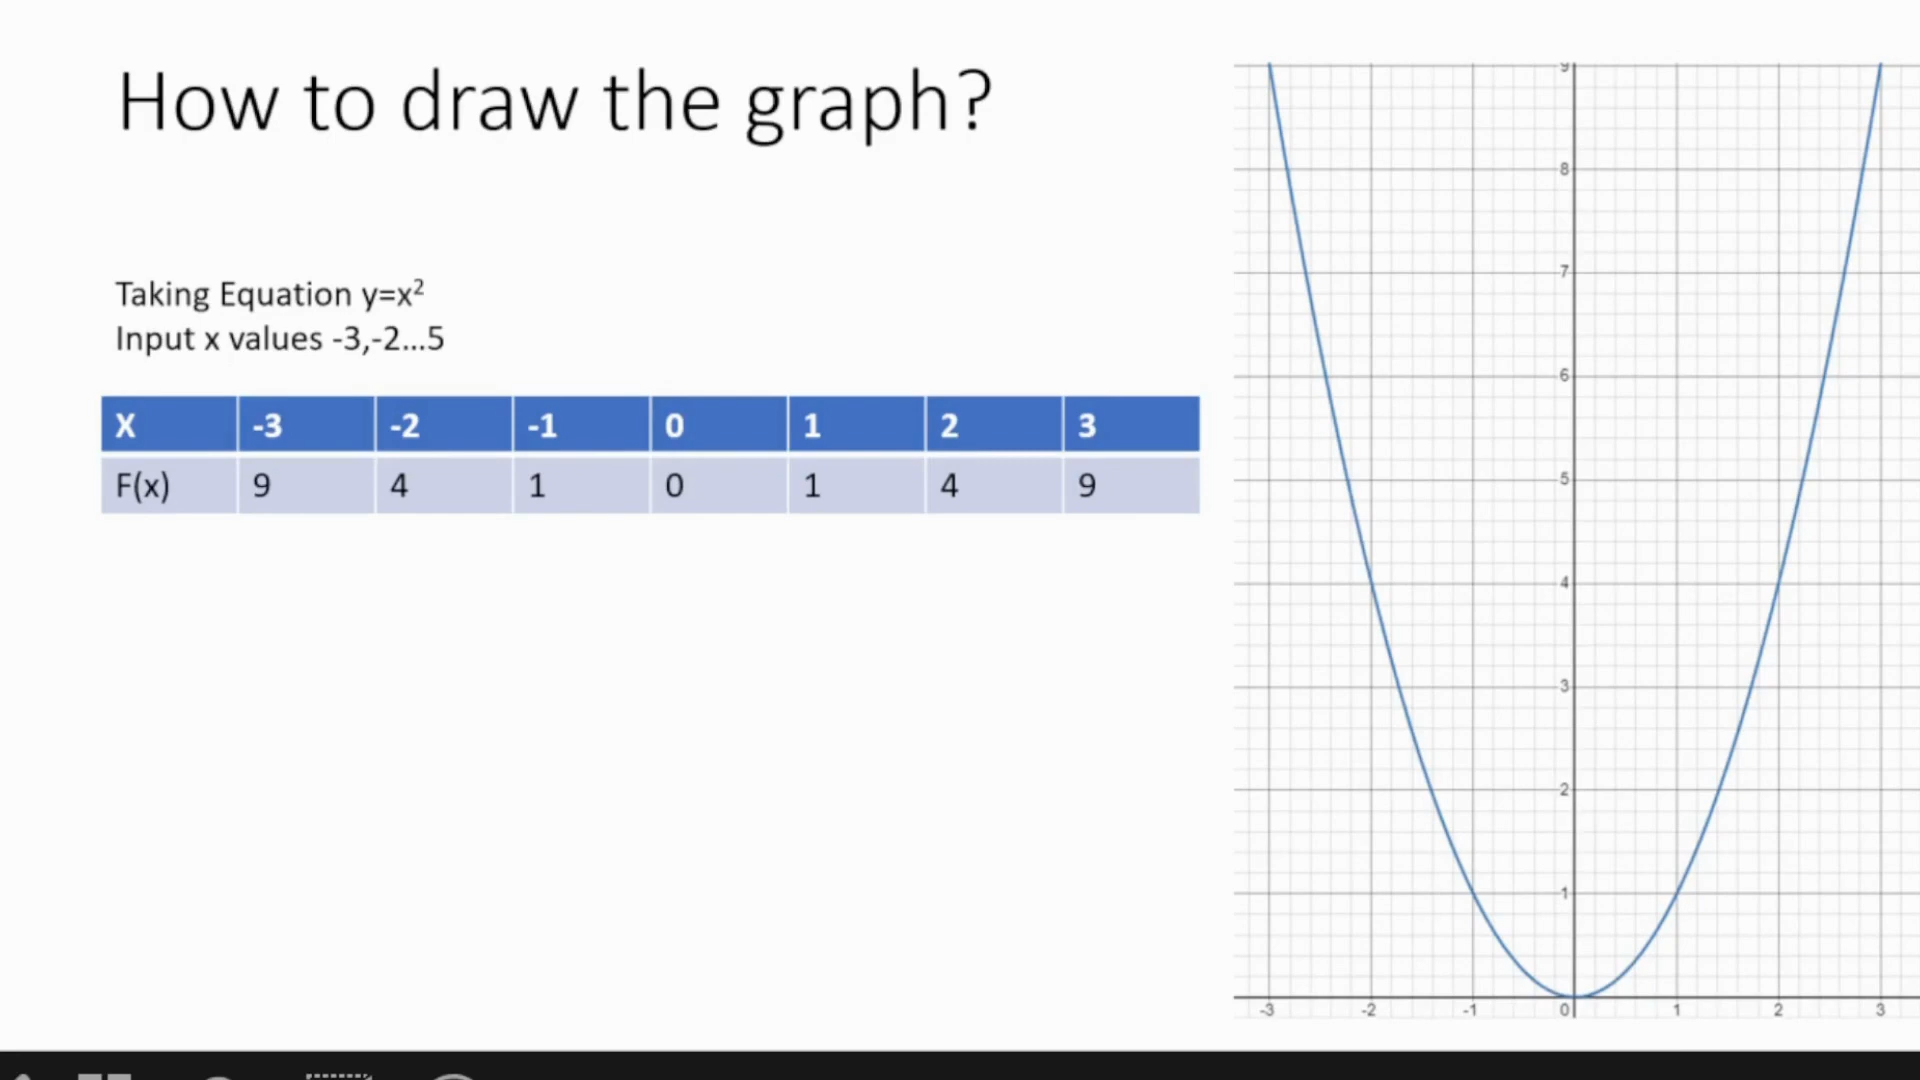 How to draw the graph?
Taking Equation y=x²
Input x values -3,-2...5
X -3 -2 -1 0 1 2 3
F(x) 9 4 1 0 1 4 9
9
8
7
6
5
4
3
2
1
-3 -2 -1 0 1 2 3